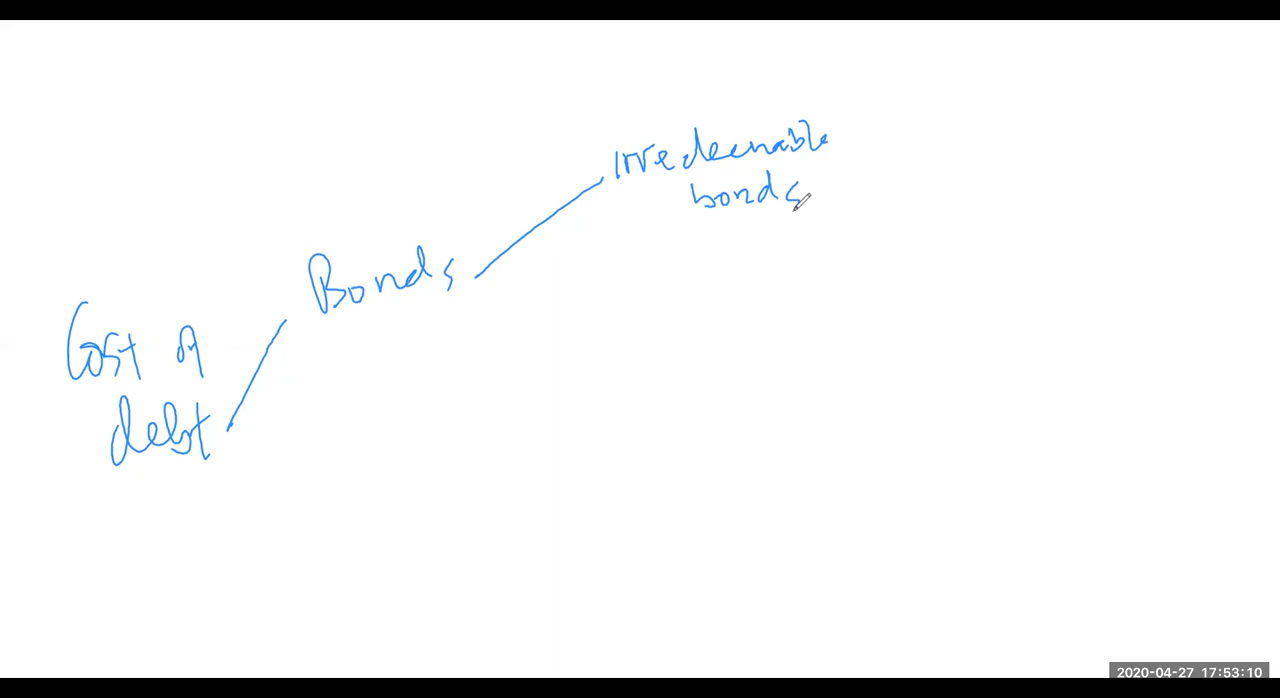 Irredeemable
bonds
Bonds
Cost of
debt
2020-04-27 17:53:10